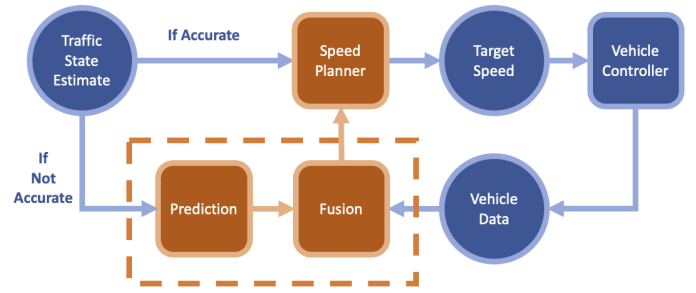 Traffic
State
Estimate
If Accurate
Speed
Planner
Target
Speed
Vehicle
Controller
If
Not
Accurate
Prediction
Fusion
Vehicle
Data